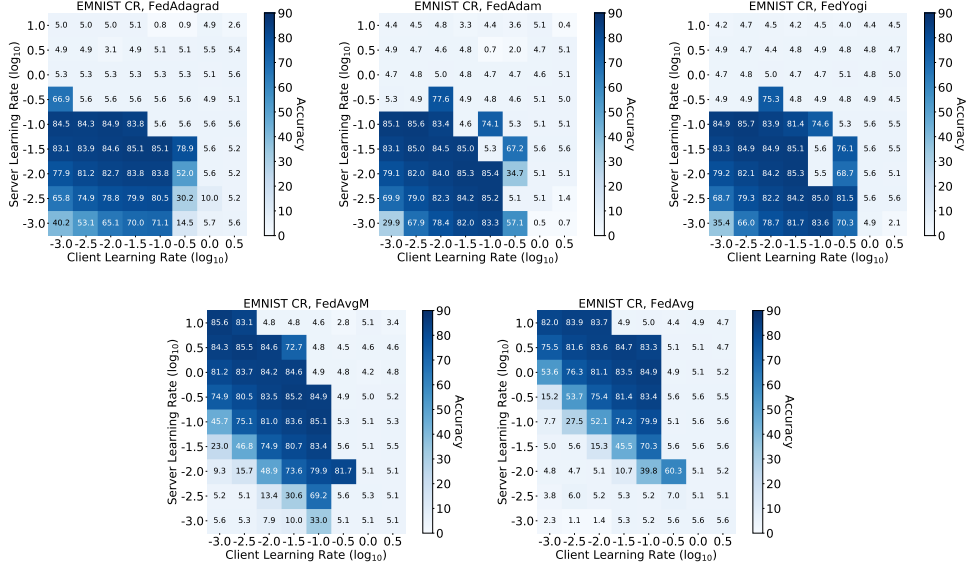 EMNIST CR, FedAdagrad
1.0 5.0 5.0 4.9 5.1 0.8 0.9 4.9 2.6
0.5 4.9 4.9 3.1 4.9 5.1 5.1 5.5 5.4
0.0 5.3 5.3 5.3 5.3 5.3 5.3 5.1 5.6
-0.5 66.9 5.6 5.6 5.6 5.6 5.6 4.9 5.1
-1.0 84.5 84.3 84.9 83.8 5.6 5.6 5.6 5.6
-1.5 83.1 84.1 84.6 85.1 85.1 78.9 5.6 5.2
-2.0 77.9 81.2 82.7 83.8 83.8 52.0 5.6 5.2
-2.5 65.8 74.9 78.8 79.9 80.5 30.2 10.0 5.2
-3.0 40.2 53.1 65.1 70.0 71.1 14.5 5.7 5.6
-3.0 -2.5 -2.0 -1.5 -1.0 -0.5 0.0 0.5
Client Learning Rate (log10)
Server Learning Rate (log10)
90
80
70
60
50
40
30
20
10
0
Accuracy
EMNIST CR, FedAdam
1.0 4.4 4.5 5.1 3.3 4.4 5.1 3.4 0.4
0.5 4.9 5.1 5.6 4.4 0.7 2.0 4.7 5.1
0.0 4.7 4.8 5.0 4.7 4.7 4.7 4.6 5.1
-0.5 4.7 4.9 77.6 4.8 4.9 4.9 5.1 5.0
-1.0 85.1 85.6 83.4 4.6 74.1 5.3 5.1 5.1
-1.5 83.1 85.0 84.5 85.0 5.3 67.2 5.6 5.6
-2.0 77.9 81.1 84.0 85.3 85.4 34.7 5.1 5.2
-2.5 69.9 79.0 82.3 84.2 85.2 5.1 5.1 1.4
-3.0 29.9 67.9 78.4 82.0 83.3 57.1 0.5 0.7
-3.0 -2.5 -2.0 -1.5 -1.0 -0.5 0.0 0.5
Client Learning Rate (log10)
Server Learning Rate (log10)
90
80
70
60
50
40
30
20
10
0
Accuracy
EMNIST CR, FedYogi
1.0 4.2 4.7 4.5 4.2 4.4 4.0 4.4 4.5
0.5 4.6 4.4 4.7 4.8 4.4 4.9 4.9 4.8
0.0 4.7 4.8 5.0 4.7 4.7 5.1 4.8 5.0
-0.5 4.9 4.9 75.3 4.8 4.8 4.9 4.9 5.5
-1.0 84.9 85.7 83.9 81.4 74.6 5.3 5.1 5.1
-1.5 83.3 84.9 84.9 85.1 5.6 76.1 5.5 5.5
-2.0 77.9 82.1 84.2 85.2 5.5 68.7 5.6 5.1
-2.5 68.7 79.3 82.2 84.2 85.0 81.5 5.6 5.1
-3.0 35.4 66.0 78.7 81.7 83.6 70.3 4.9 2.1
-3.0 -2.5 -2.0 -1.5 -1.0 -0.5 0.0 0.5
Client Learning Rate (log10)
Server Learning Rate (log10)
90
80
70
60
50
40
30
20
10
0
Accuracy
EMNIST CR, FedAvgM
1.0 85.6 83.1 4.8 4.8 4.6 2.8 5.1 3.4
0.5 84.3 85.5 84.6 72.7 4.8 4.5 4.6 4.6
0.0 81.2 83.7 84.2 84.6 4.9 4.8 4.2 4.8
-0.5 74.9 80.5 83.5 85.2 84.9 4.9 5.0 5.2
-1.0 45.7 75.1 81.0 83.6 85.1 5.1 5.3 5.2
-1.5 23.0 46.8 74.9 80.7 83.4 5.6 5.1 5.5
-2.0 9.3 15.7 48.9 73.6 79.9 81.7 5.1 5.1
-2.5 5.2 5.1 13.4 30.6 69.2 5.6 5.3 5.1
-3.0 5.6 5.3 7.9 10.0 33.0 5.1 5.1 5.1
-3.0 -2.5 -2.0 -1.5 -1.0 -0.5 0.0 0.5
Client Learning Rate (log10)
Server Learning Rate (log10)
90
80
70
60
50
40
30
20
10
0
Accuracy
EMNIST CR, FedAvg
1.0 82.0 83.9 83.7 4.9 5.0 4.4 4.9 4.7
0.5 75.5 81.6 83.6 84.7 83.3 5.1 5.1 4.7
0.0 53.6 76.3 81.1 83.5 84.9 5.1 4.9 4.7
-0.5 15.2 53.7 75.4 81.4 83.4 5.6 5.1 5.1
-1.0 7.7 27.5 52.1 74.2 79.9 5.1 5.6 5.6
-1.5 5.0 5.6 15.3 45.5 70.3 5.6 5.6 5.6
-2.0 4.8 4.7 5.1 10.7 39.8 60.3 5.1 5.2
-2.5 3.8 6.0 5.2 5.2 5.2 7.0 5.1 5.1
-3.0 2.3 1.1 1.4 5.3 5.2 5.6 5.6 5.6
-3.0 -2.5 -2.0 -1.5 -1.0 -0.5 0.0 0.5
Client Learning Rate (log10)
Server Learning Rate (log10)
90
80
70
60
50
40
30
20
10
0
Accuracy